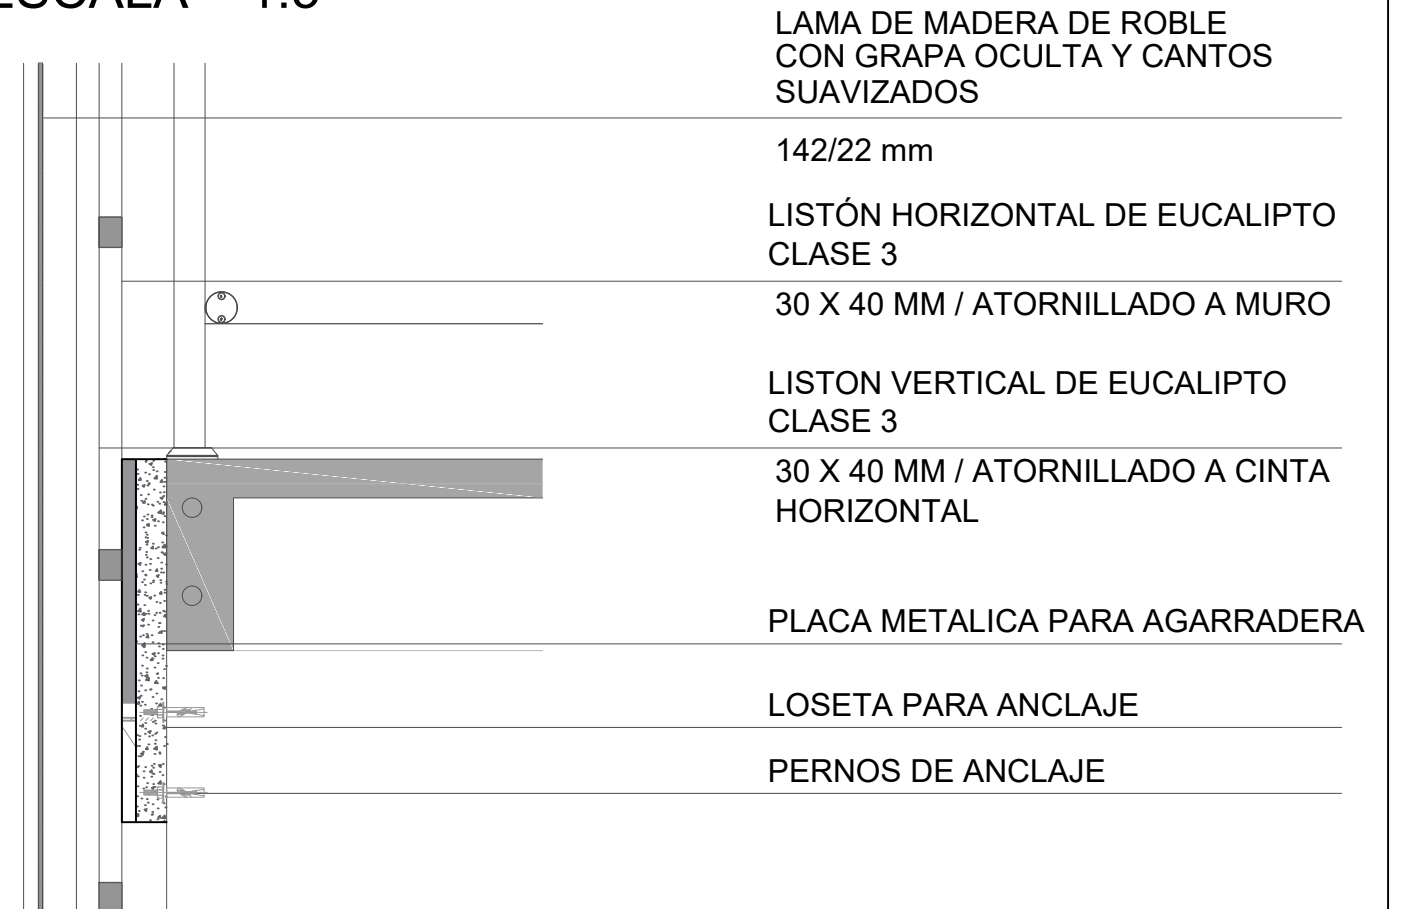 LAMA DE MADERA DE ROBLE
CON GRAPA OCULTA Y CANTOS
SUAVIZADOS
142/22 mm
LISTÓN HORIZONTAL DE EUCALIPTO
CLASE 3
30 X 40 MM / ATORNILLADO A MURO
LISTON VERTICAL DE EUCALIPTO
CLASE 3
30 X 40 MM / ATORNILLADO A CINTA
HORIZONTAL
PLACA METALICA PARA AGARRADERA
LOSETA PARA ANCLAJE
PERNOS DE ANCLAJE